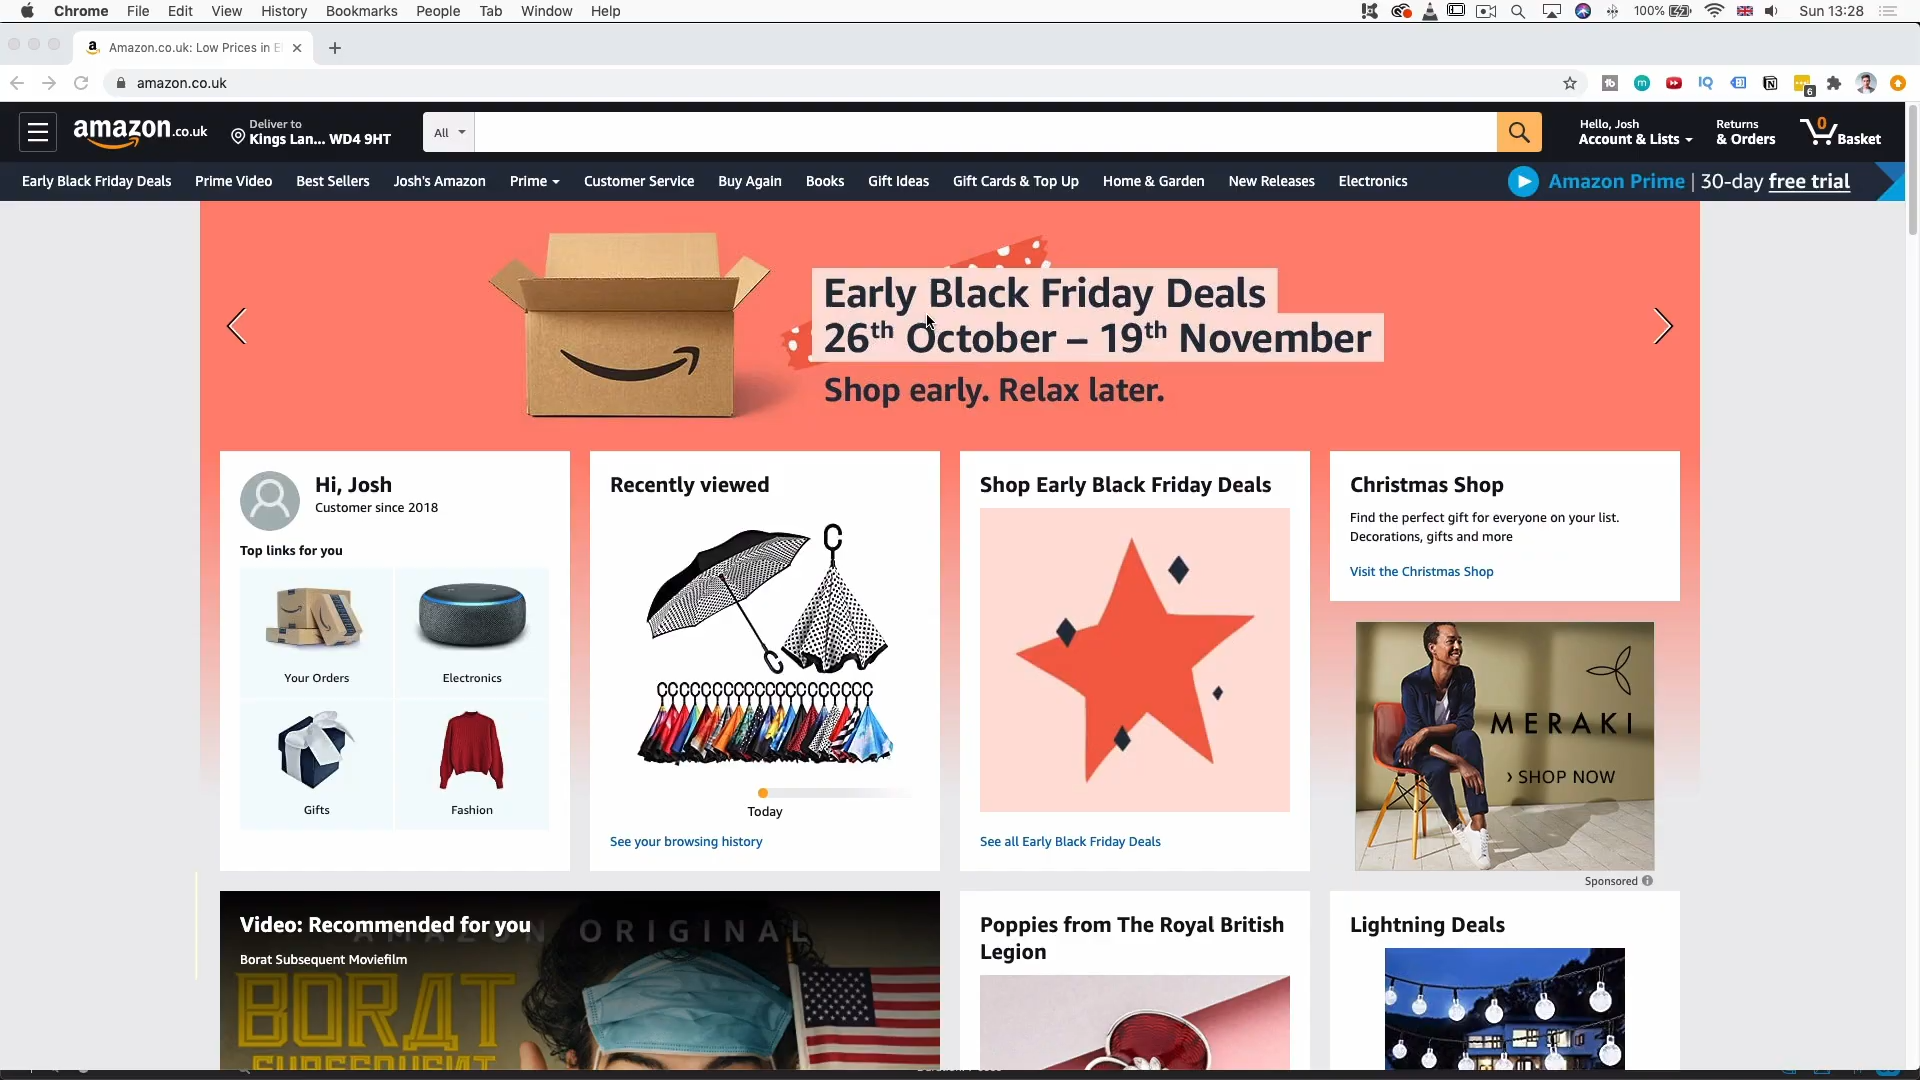 Chrome File Edit View History Bookmarks People Tab Window Help 100% Sun 13:28
Amazon.co.uk: Low Prices in El
amazon.co.uk
6
amazon.co.uk
Deliver to
Kings Lan... WD4 9HT
All
Hello, Josh
Account & Lists
Returns
& Orders
0
Basket
Early Black Friday Deals Prime Video Best Sellers Josh's Amazon Prime Customer Service Buy Again Books Gift Ideas Gift Cards & Top Up Home & Garden New Releases Electronics
Amazon Prime | 30-day free trial
Early Black Friday Deals
26th October – 19th November
Shop early. Relax later.
Hi, Josh
Customer since 2018
Top links for you
Your Orders
Electronics
Gifts
Fashion
Recently viewed
Today
See your browsing history
Shop Early Black Friday Deals
See all Early Black Friday Deals
Christmas Shop
Find the perfect gift for everyone on your list.
Decorations, gifts and more
Visit the Christmas Shop
MERAKI
› SHOP NOW
Sponsored
Video: Recommended for you
AMAZON ORIGINAL
Borat Subsequent Moviefilm
BORAT
Poppies from The Royal British
Legion
Lightning Deals